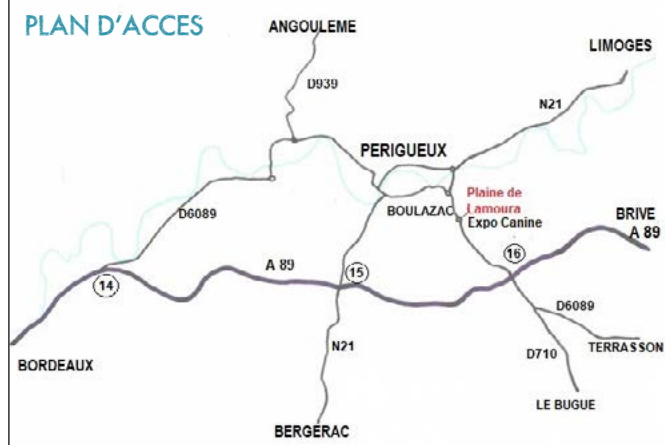 PLAN D'ACCES
ANGOULEME
LIMOGES
D939
N21
PERIGUEUX
Plaine de
Lamoura
BOULAZAC
Expo Canine
D6089
BRIVE
A 89
16
A 89
15
14
D6089
N21
D710
TERRASSON
BORDEAUX
LE BUGUE
BERGERAC